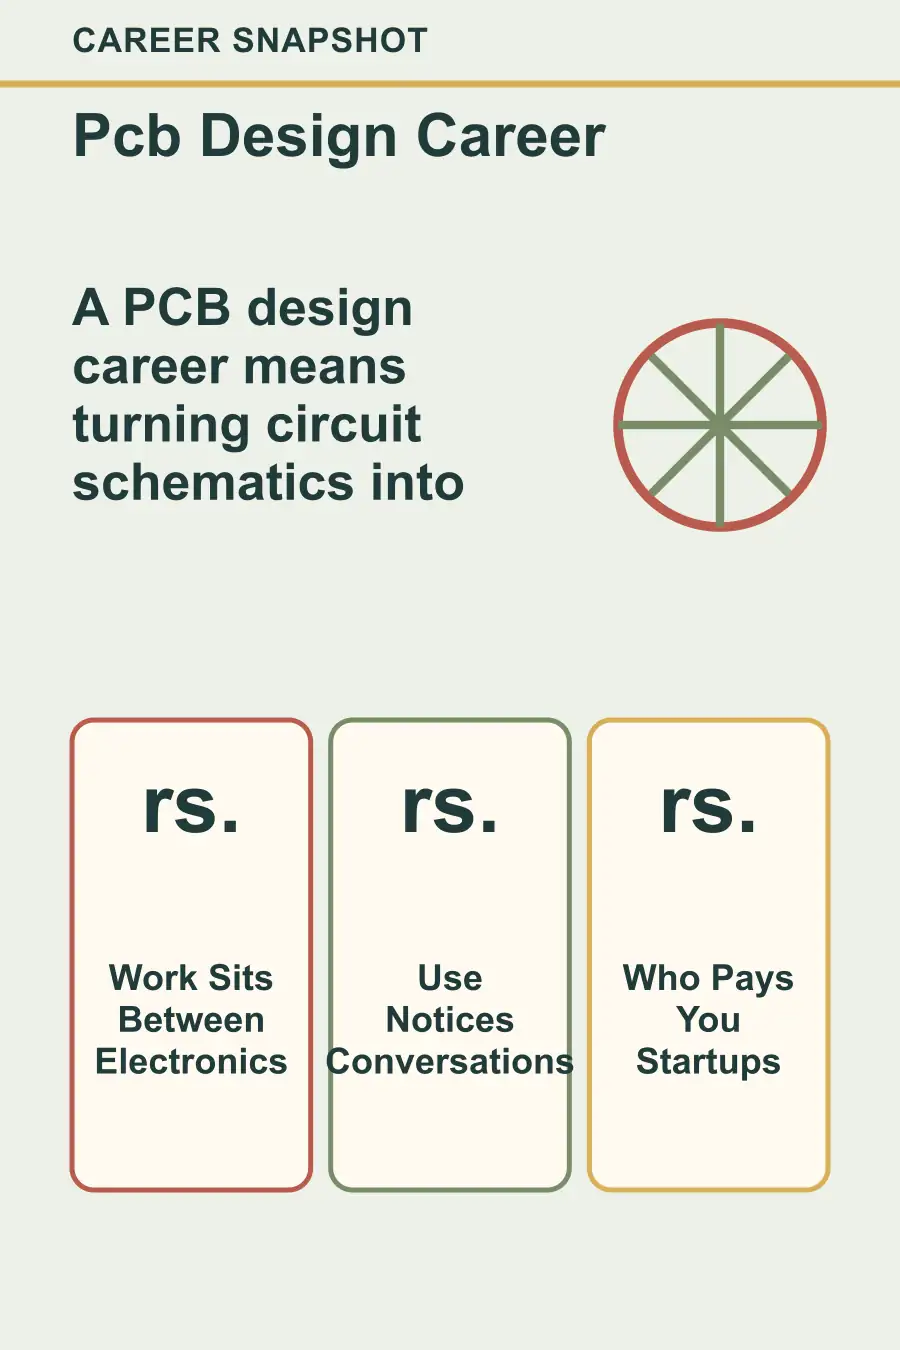 CAREER SNAPSHOT
Pcb Design Career
A PCB design
career means
turning circuit
schematics into
rs.
Work Sits
Between
Electronics
rs.
Use
Notices
Conversations
rs.
Who Pays
You
Startups